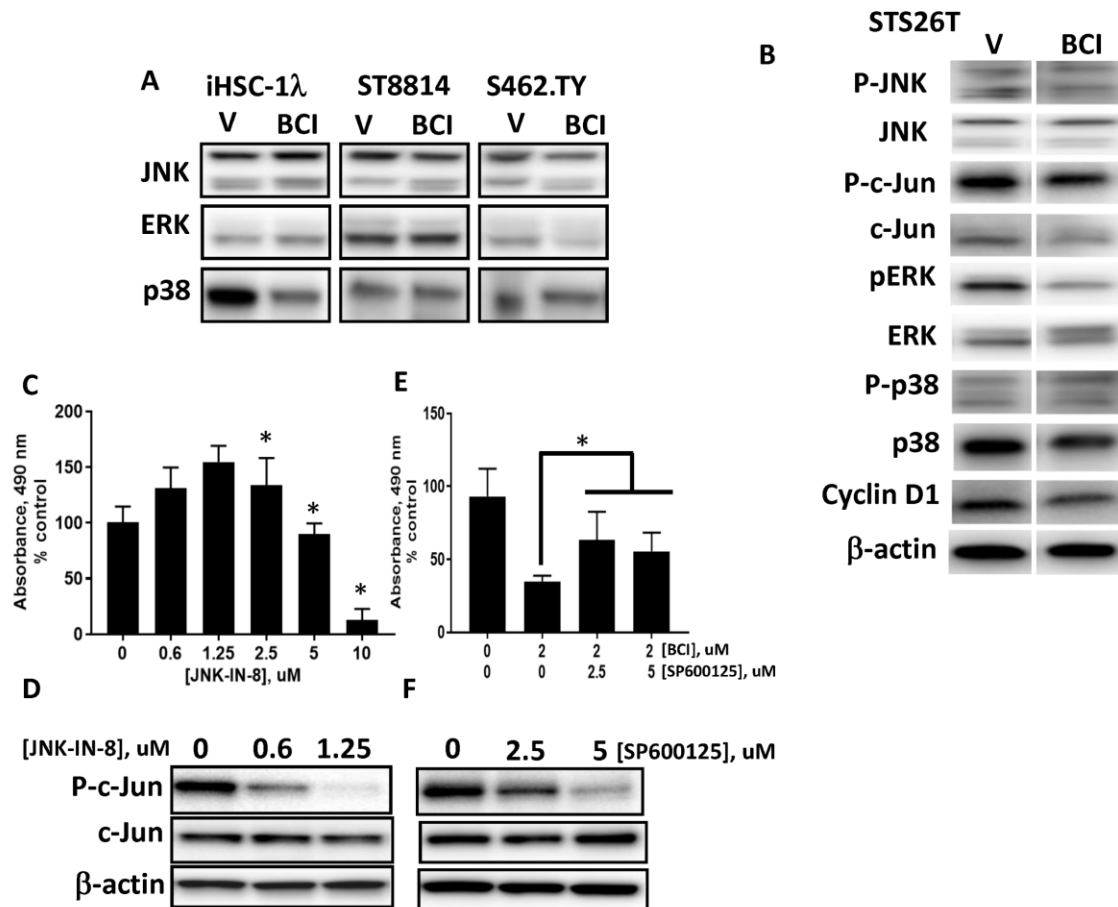 A
iHSC-1λ ST8814 S462.TY
V BCI V BCI V BCI
JNK
ERK
p38
B
STS26T
V BCI
P-JNK
JNK
P-c-Jun
c-Jun
pERK
ERK
P-p38
p38
Cyclin D1
β-actin
C
Absorbance, 490 nm
% control
200
150
100
50
0
* * *
0 0.6 1.25 2.5 5 10
[JNK-IN-8], uM
E
Absorbance, 490 nm
% control
150
100
50
0
*
0 2 2 2 [BCI], uM
0 0 2.5 5 [SP600125], uM
D
[JNK-IN-8], uM 0 0.6 1.25
P-c-Jun
c-Jun
β-actin
F
0 2.5 5 [SP600125], uM